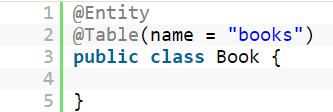 1 @Entity
2 @Table(name = "books")
3 public class Book {
4
5 }